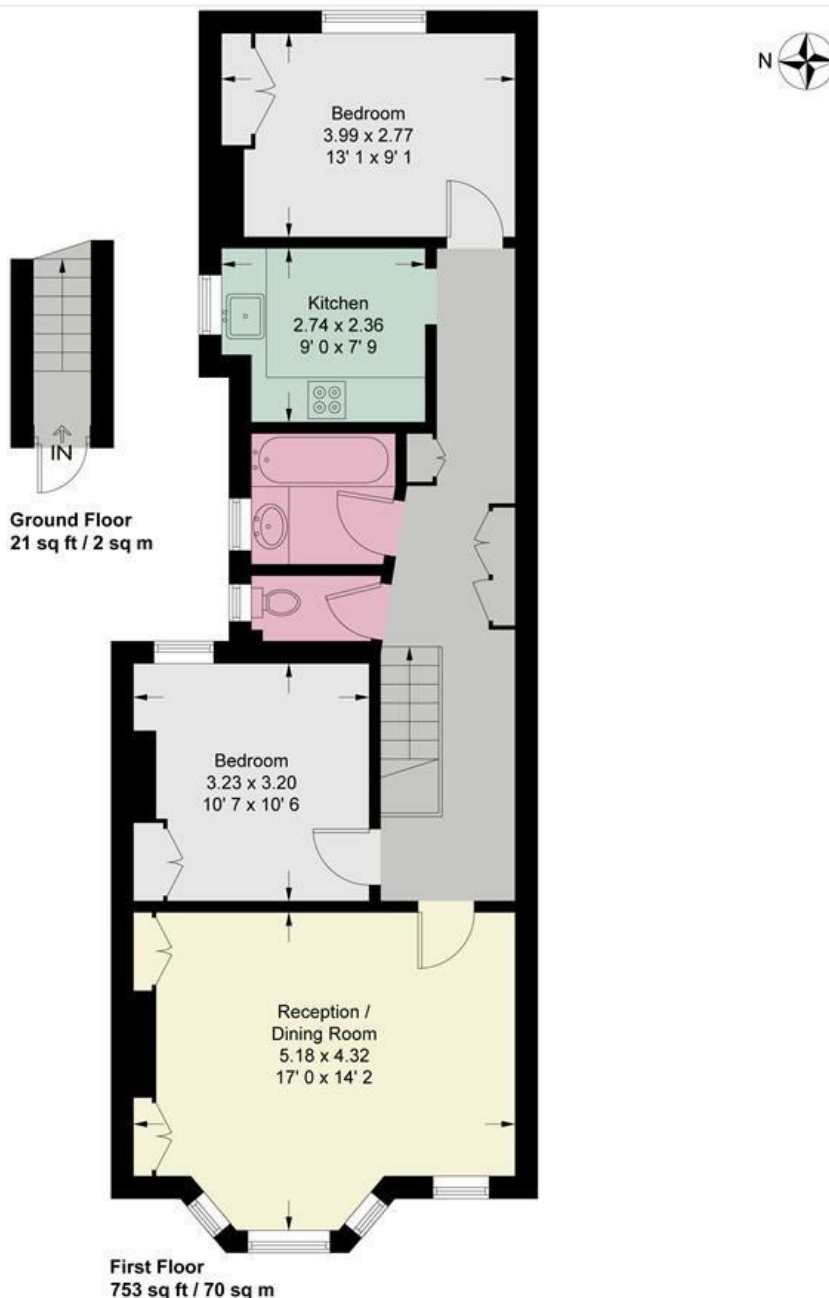 N
Bedroom
3.99 x 2.77
13' 1 x 9' 1
Kitchen
2.74 x 2.36
9' 0 x 7' 9
IN
Ground Floor
21 sq ft / 2 sq m
Bedroom
3.23 x 3.20
10' 7 x 10' 6
Reception /
Dining Room
5.18 x 4.32
17' 0 x 14' 2
First Floor
753 sq ft / 70 sq m